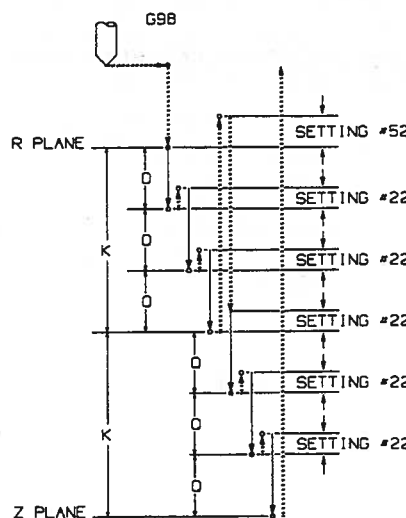 G98
SETTING #52
R PLANE
Q
SETTING #22
Q
K
SETTING #22
Q
SETTING #22
Q
SETTING #22
Q
K
SETTING #22
Q
Z PLANE